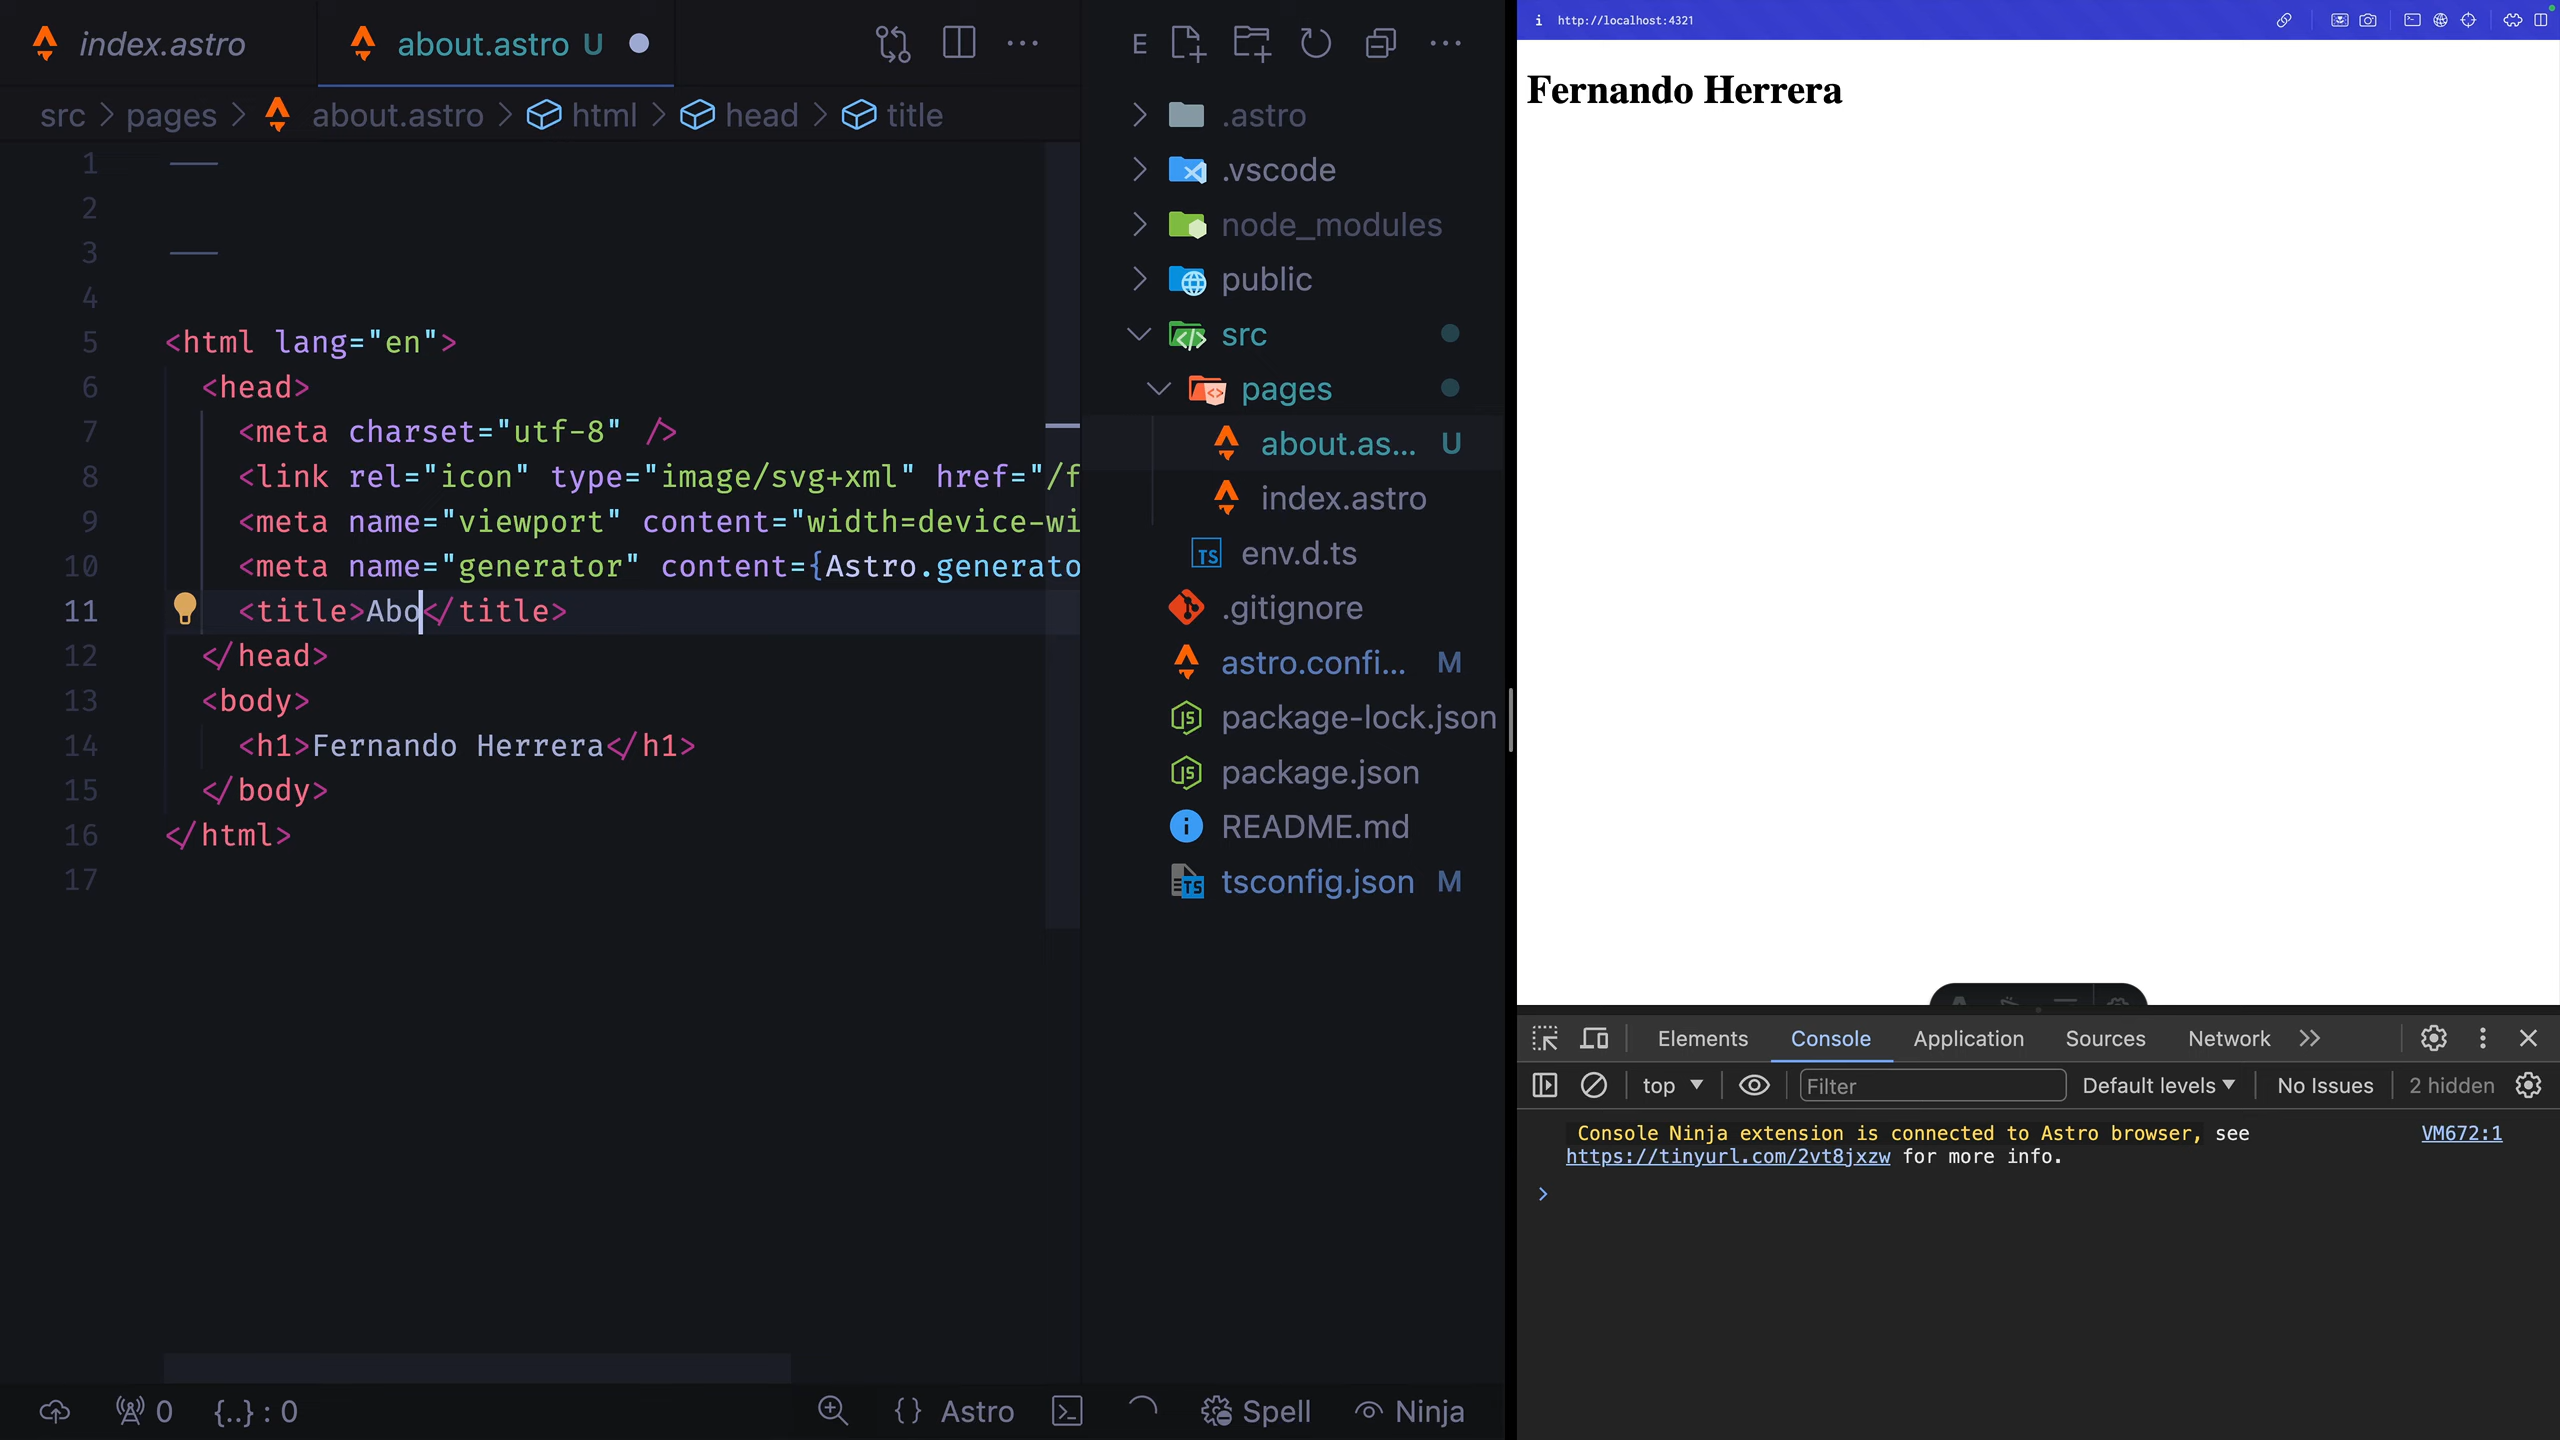 index.astro
about.astro U
src > pages > about.astro > html > head > title
1 ---
2
3 ---
4
5 <html lang="en">
6 <head>
7 <meta charset="utf-8" />
8 <link rel="icon" type="image/svg+xml" href="/f
9 <meta name="viewport" content="width=device-wi
10 <meta name="generator" content={Astro.generato
11 <title>Abo</title>
12 </head>
13 <body>
14 <h1>Fernando Herrera</h1>
15 </body>
16 </html>
17
0
{..} : 0
{} Astro
Spell
Ninja
E
.astro
.vscode
node_modules
public
src
pages
about.as... U
index.astro
env.d.ts
.gitignore
astro.confi... M
package-lock.json
package.json
README.md
tsconfig.json M
http://localhost:4321
Fernando Herrera
Elements Console Application Sources Network
top Filter Default levels No Issues 2 hidden
Console Ninja extension is connected to Astro browser, see VM672:1
https://tinyurl.com/2vt8jxzw for more info.